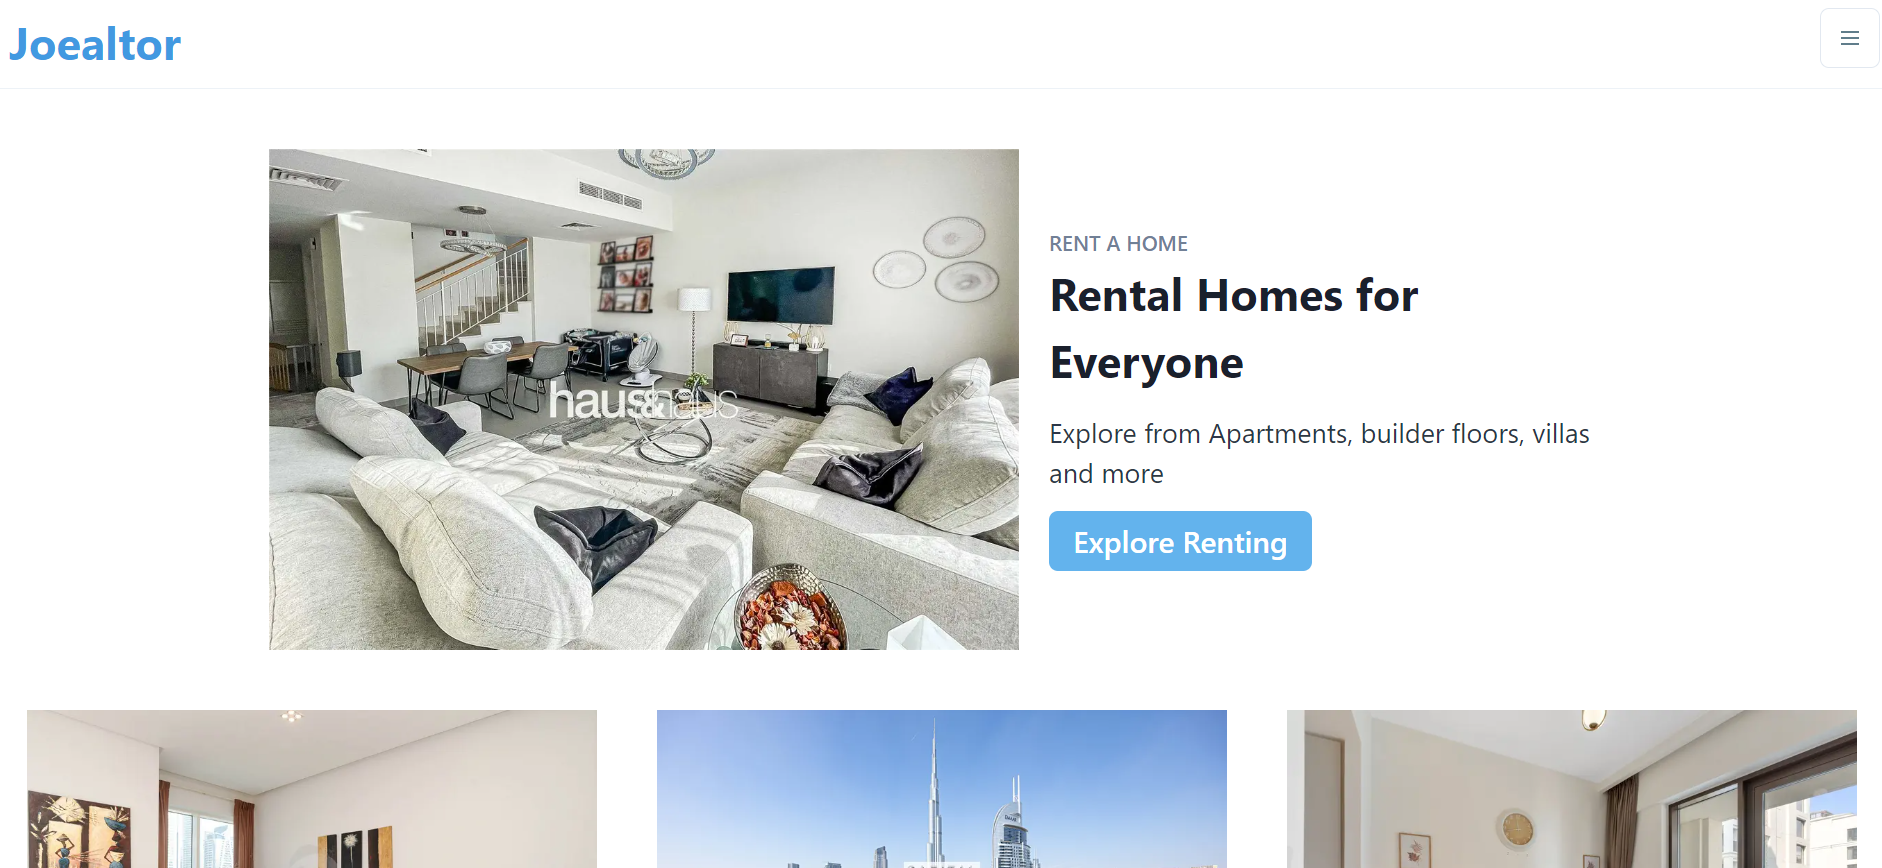 Joealtor
RENT A HOME
Rental Homes for
Everyone
Explore from Apartments, builder floors, villas
and more
Explore Renting
haus&haus